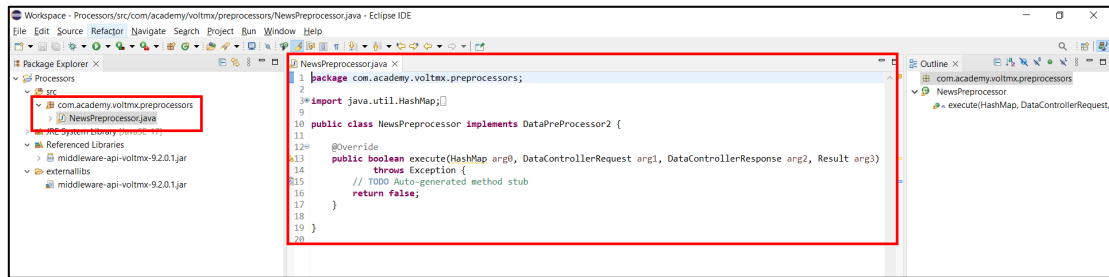 Workspace - Processors/src/com/academy/voltmx/preprocessors/NewsPreprocessor.java - Eclipse IDE
File Edit Source Refactor Navigate Search Project Run Window Help
Package Explorer
Processors
src
com.academy.voltmx.preprocessors
NewsPreprocessor.java
JRE System Library [JavaSE-17]
Referenced Libraries
middleware-api-voltmx-9.2.0.1.jar
externallibs
middleware-api-voltmx-9.2.0.1.jar
NewsPreprocessor.java
1 package com.academy.voltmx.preprocessors;
2
3 import java.util.HashMap;
9
10 public class NewsPreprocessor implements DataPreProcessor2 {
11
12 @Override
13 public boolean execute(HashMap arg0, DataControllerRequest arg1, DataControllerResponse arg2, Result arg3)
14 throws Exception {
15 // TODO Auto-generated method stub
16 return false;
17 }
18
19 }
20
Outline
com.academy.voltmx.preprocessors
NewsPreprocessor
execute(HashMap, DataControllerRequest,